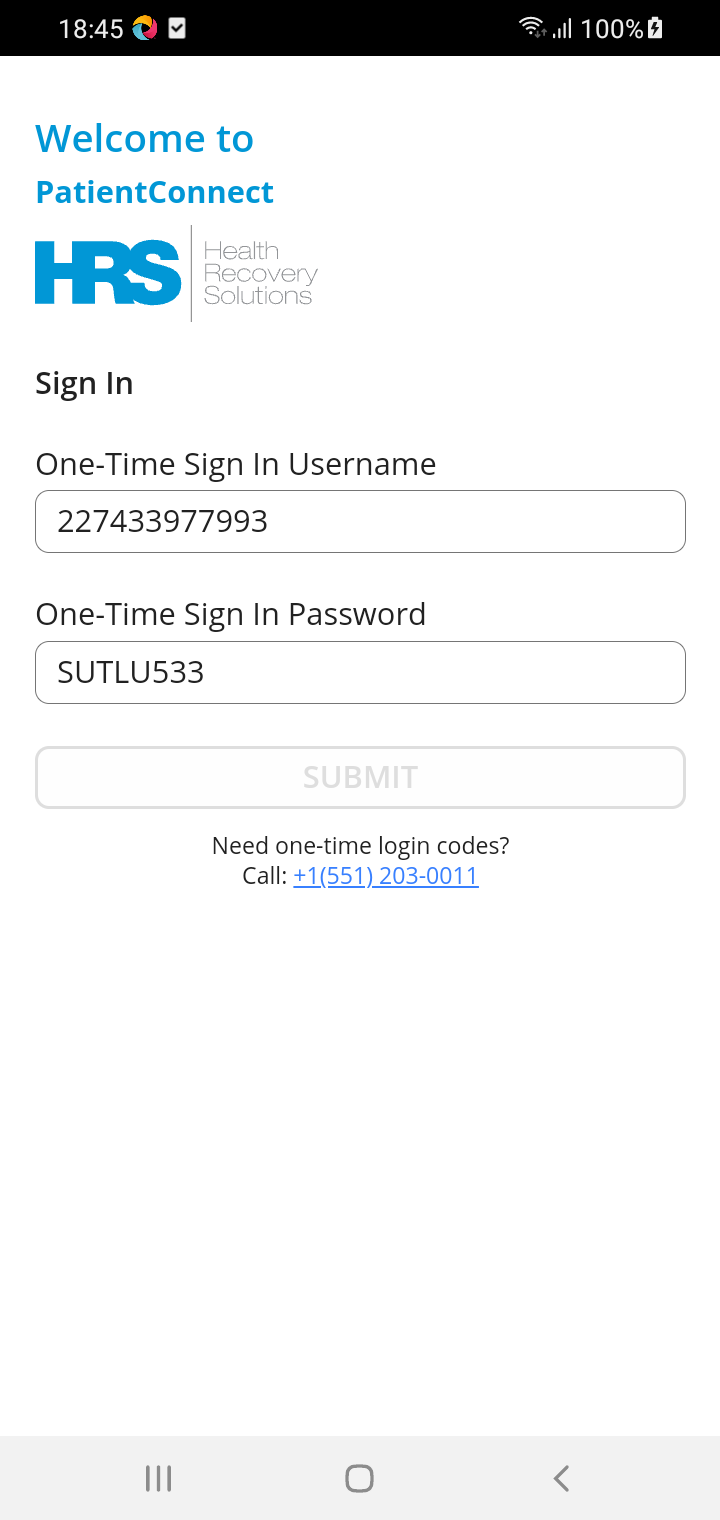 18:45
100%
Welcome to
PatientConnect
HRS
Health
Recovery
Solutions
Sign In
One-Time Sign In Username
227433977993
One-Time Sign In Password
SUTLU533
SUBMIT
Need one-time login codes?
Call: +1(551) 203-0011